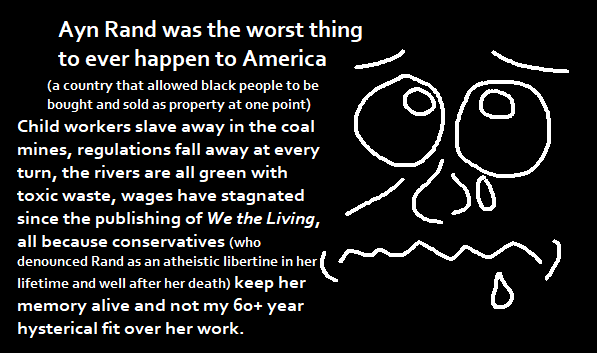 Ayn Rand was the worst thing
to ever happen to America
(a country that allowed black people to be
bought and sold as property at one point)
Child workers slave away in the coal
mines, regulations fall away at every
turn, the rivers are all green with
toxic waste, wages have stagnated
since the publishing of We the Living,
all because conservatives (who
denounced Rand as an atheistic libertine in her
lifetime and well after her death) keep her
memory alive and not my 60+ year
hysterical fit over her work.